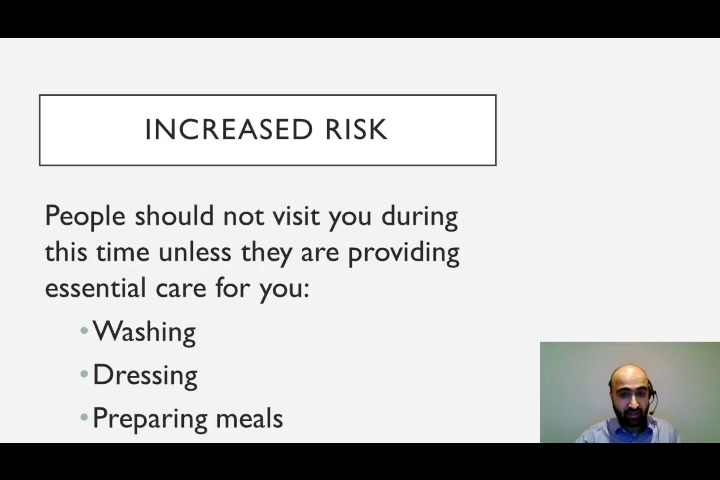 INCREASED RISK
People should not visit you during
this time unless they are providing
essential care for you:
•Washing
•Dressing
•Preparing meals